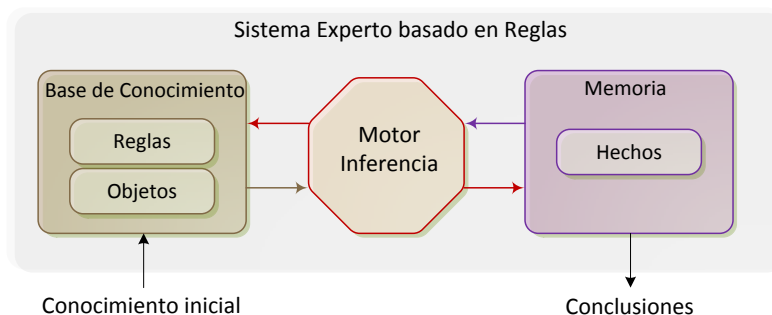 Sistema Experto basado en Reglas
Base de Conocimiento
Reglas
Objetos
Motor
Inferencia
Memoria
Hechos
Conocimiento inicial
Conclusiones